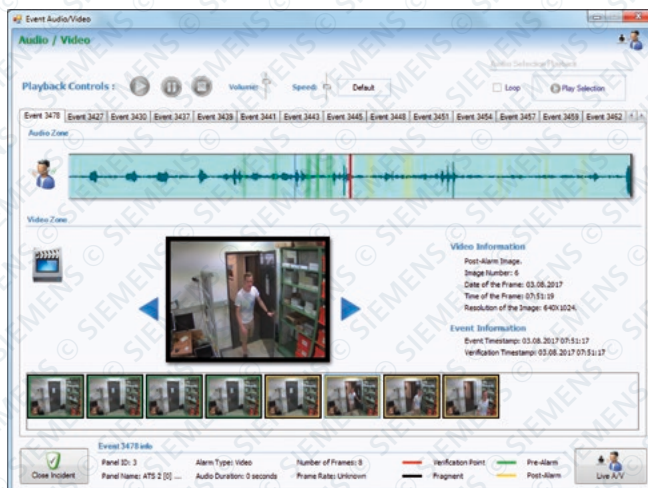 Event Audio/Video
Audio / Video
Playback Controls :
Volume:
Speed:
Default
Audio Selection Playback
Loop
Play Selection
Event 3478
Event 3427
Event 3430
Event 3437
Event 3439
Event 3441
Event 3443
Event 3445
Event 3448
Event 3451
Event 3454
Event 3457
Event 3459
Event 3462
Audio Zone
Video Zone
Video Information
Post-Alarm Image.
Image Number: 6
Date of the Frame: 03.08.2017
Time of the Frame: 07:51:19
Resolution of the Image: 640X1024.
Event Information
Event Timestamp: 03.08.2017 07:51:17
Verification Timestamp: 03.08.2017 07:51:17
Event 3478 info
Close Incident
Panel ID: 3
Alarm Type: Video
Number of Frames: 8
Verification Point
Pre-Alarm
Panel Name: ATS 2 [0] ...
Audio Duration: 0 seconds
Frame Rate: Unknown
Fragment
Post-Alarm
Live A/V
© SIEMENS